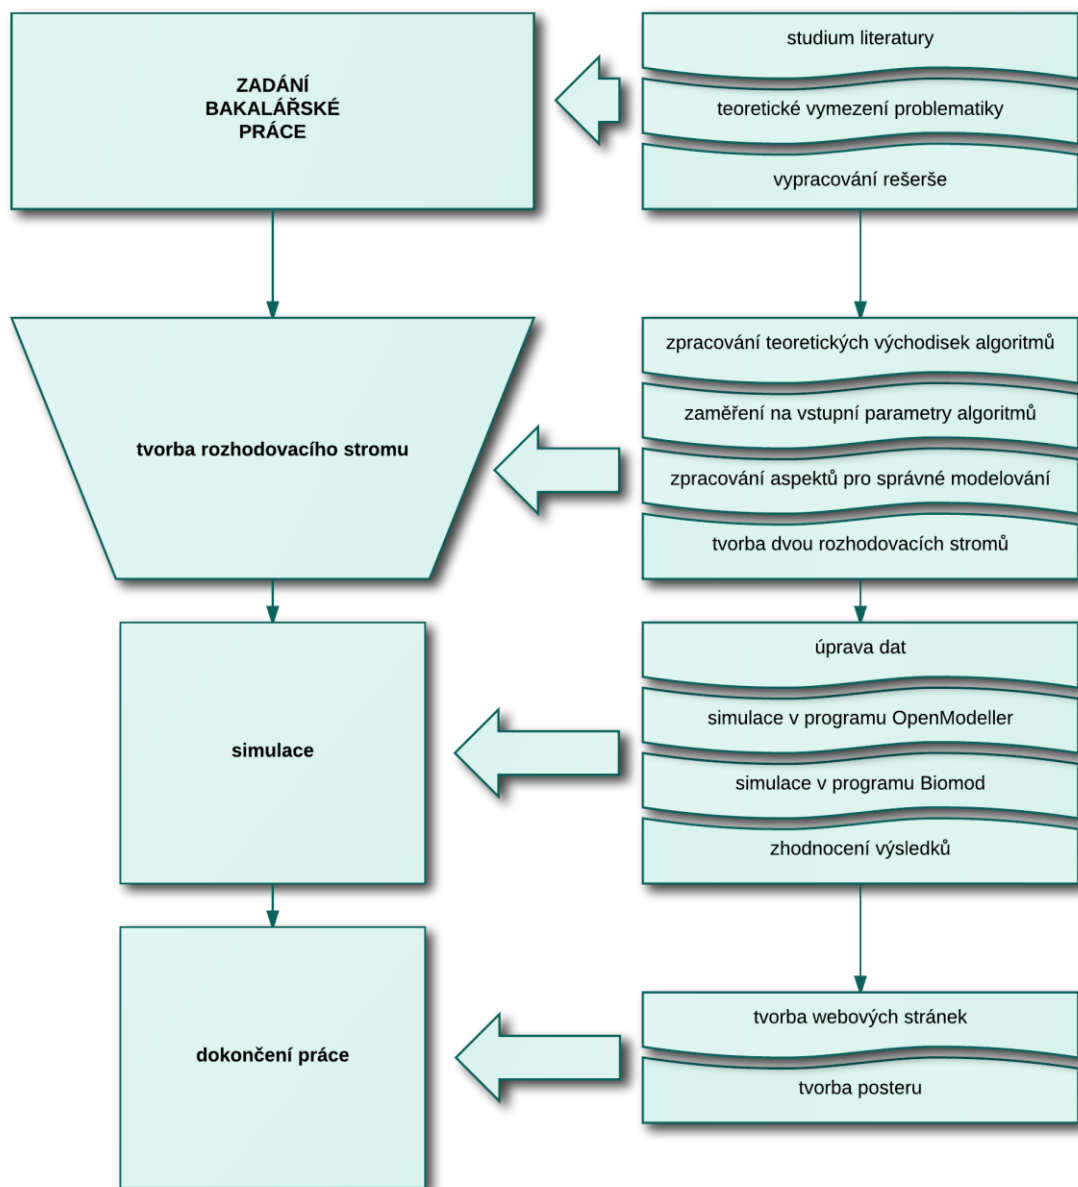 ZADÁNÍ
BAKALÁŘSKÉ
PRÁCE
studium literatury
teoretické vymezení problematiky
vypracování rešerše
tvorba rozhodovacího stromu
zpracování teoretických východisek algoritmů
zaměření na vstupní parametry algoritmů
zpracování aspektů pro správné modelování
tvorba dvou rozhodovacích stromů
simulace
úprava dat
simulace v programu OpenModeller
simulace v programu Biomod
zhodnocení výsledků
dokončení práce
tvorba webových stránek
tvorba posteru